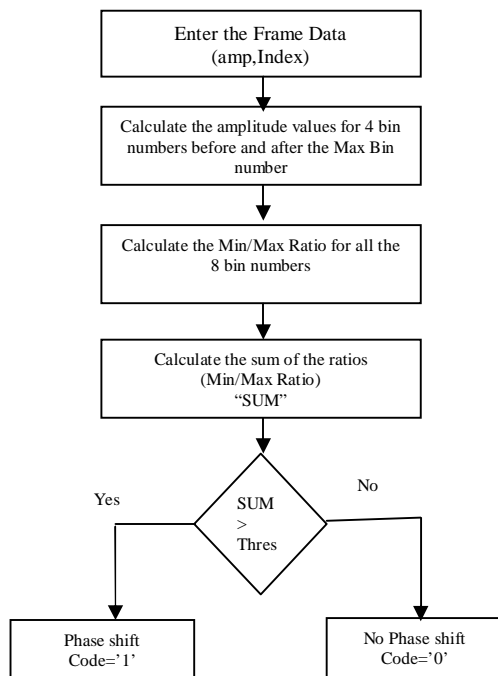 Enter the Frame Data
(amp,Index)
Calculate the amplitude values for 4 bin
numbers before and after the Max Bin
number
Calculate the Min/Max Ratio for all the
8 bin numbers
Calculate the sum of the ratios
(Min/Max Ratio)
“SUM”
Yes
No
SUM
>
Thres
Phase shift
Code=’1’
No Phase shift
Code=’0’